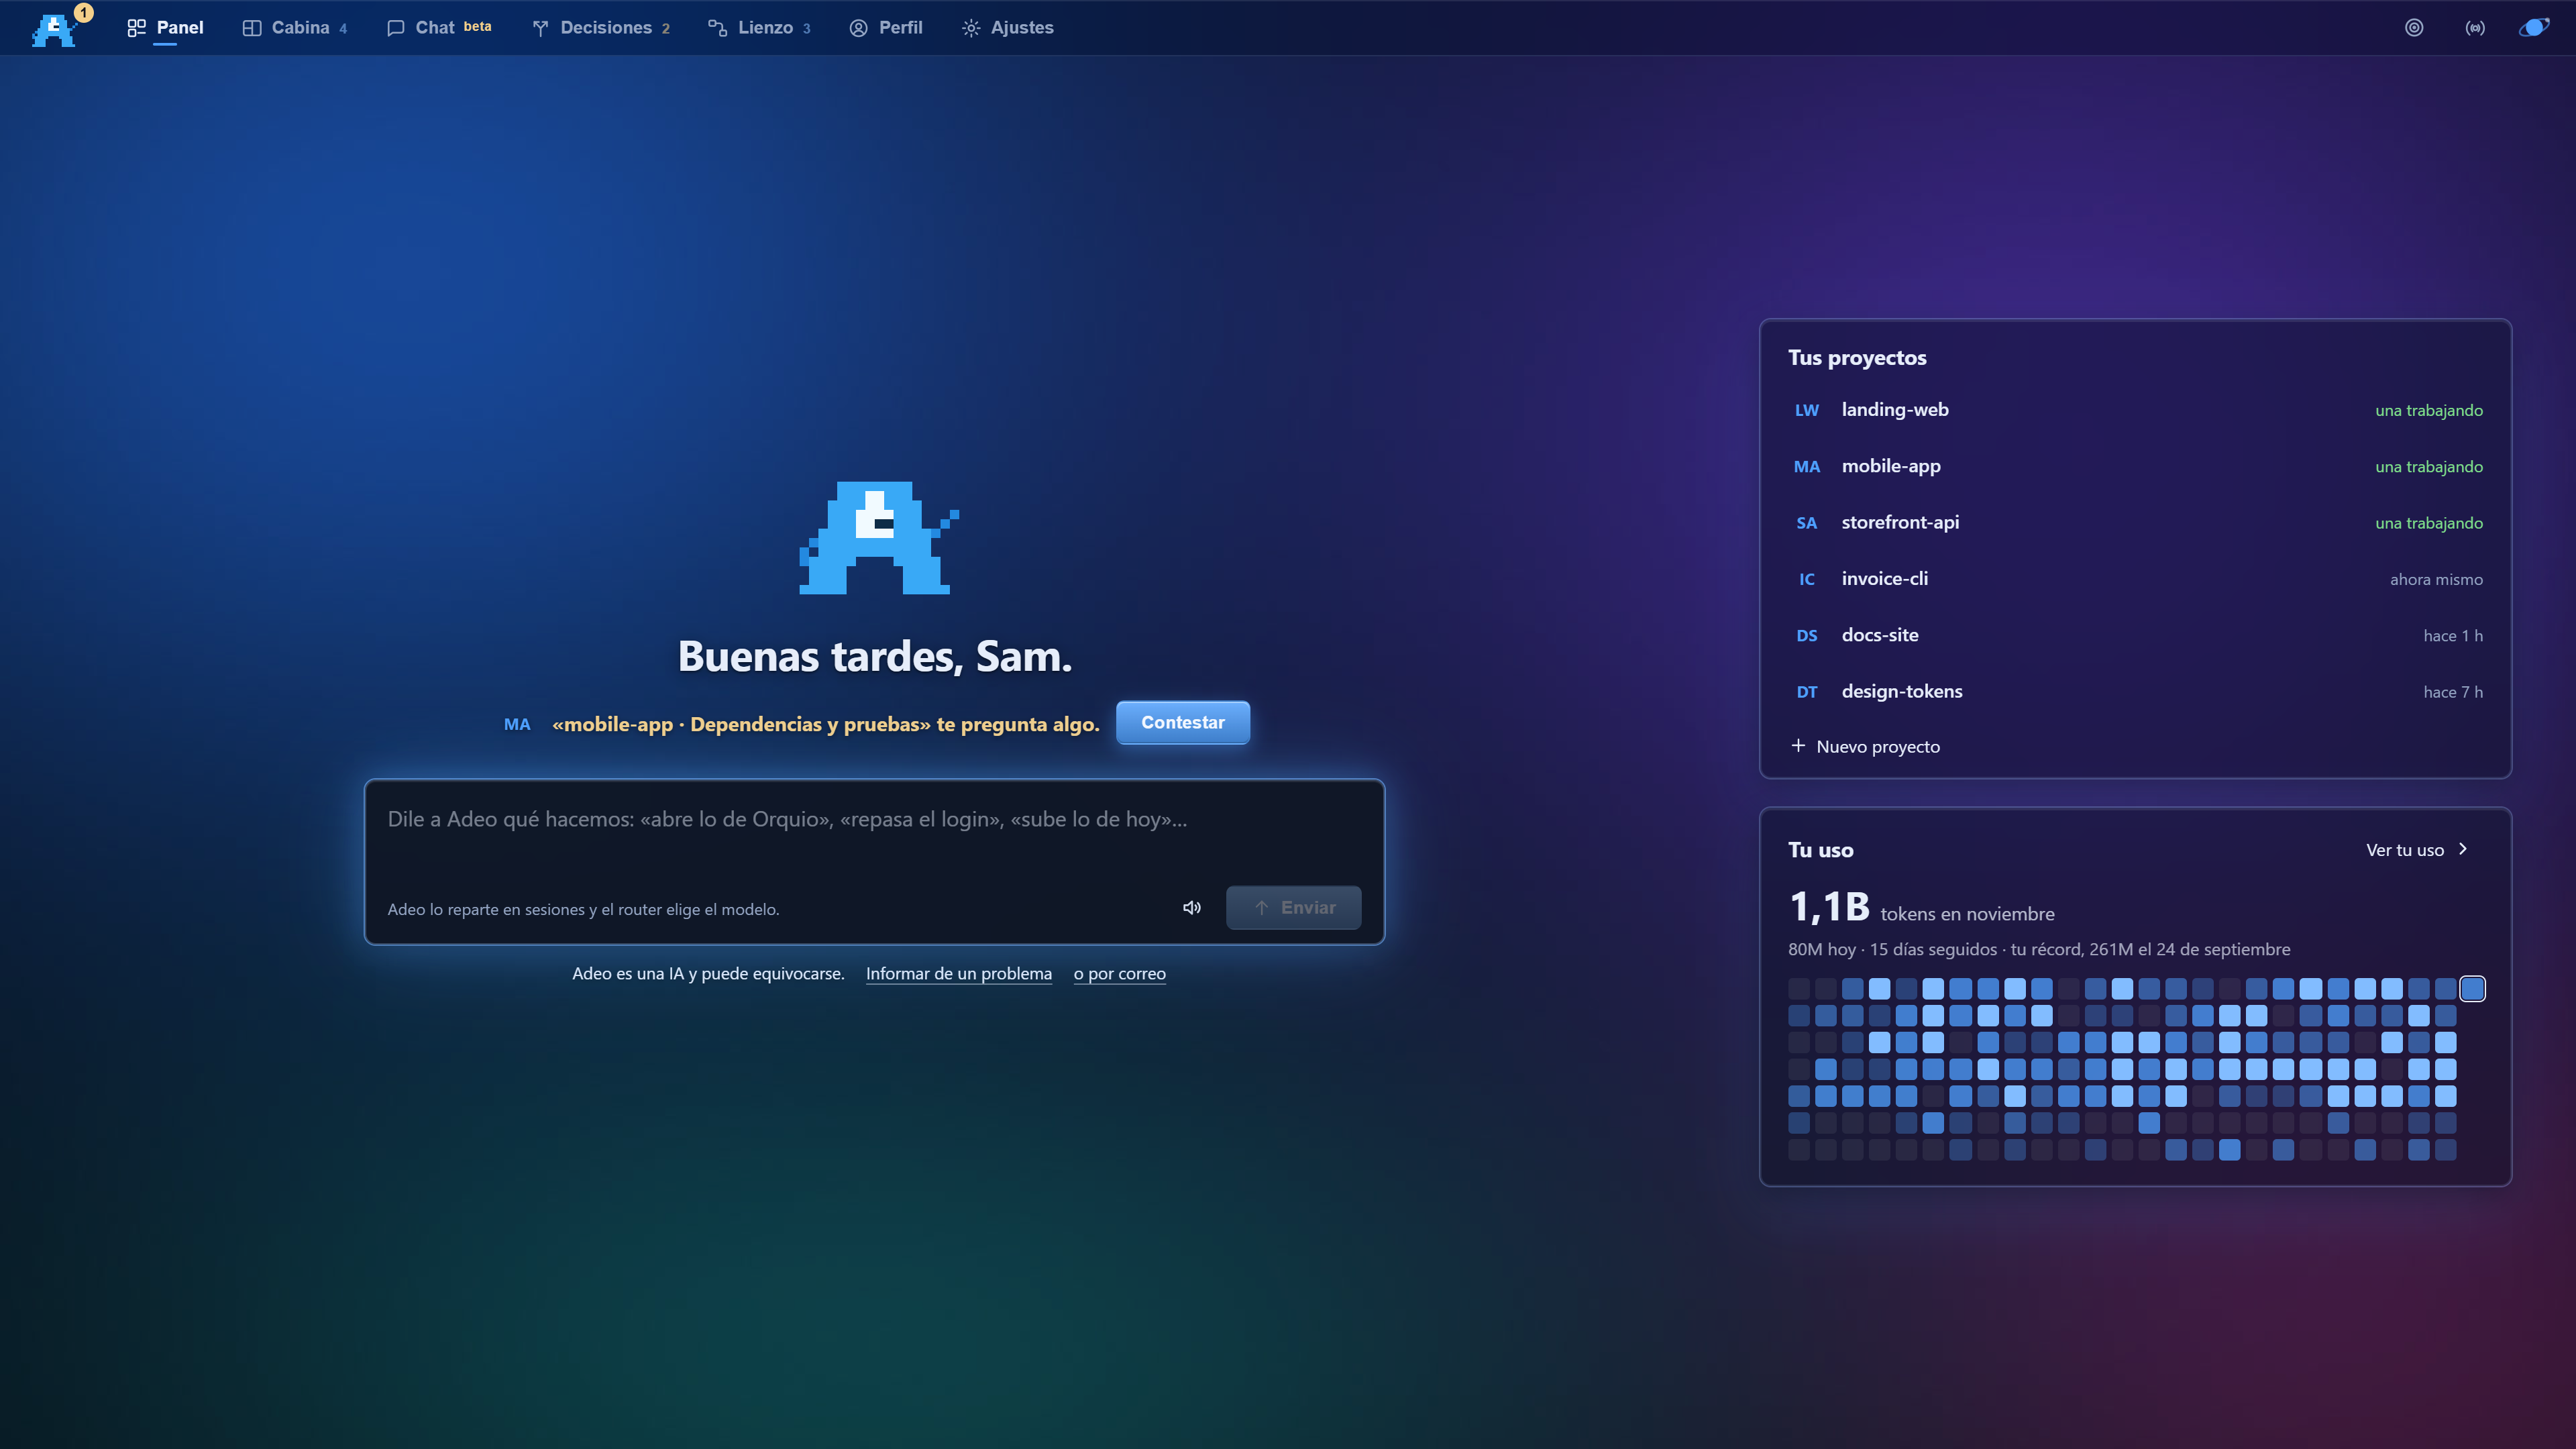 1
Panel
Cabina 4
Chat beta
Decisiones 2
Lienzo 3
Perfil
Ajustes
Buenas tardes, Sam.
MA «mobile-app · Dependencias y pruebas» te pregunta algo. Contestar
Dile a Adeo qué hacemos: «abre lo de Orquio», «repasa el login», «sube lo de hoy»...
Adeo lo reparte en sesiones y el router elige el modelo.
Enviar
Adeo es una IA y puede equivocarse. Informar de un problema o por correo
Tus proyectos
LW landing-web una trabajando
MA mobile-app una trabajando
SA storefront-api una trabajando
IC invoice-cli ahora mismo
DS docs-site hace 1 h
DT design-tokens hace 7 h
+ Nuevo proyecto
Tu uso Ver tu uso
1,1B tokens en noviembre
80M hoy · 15 días seguidos · tu récord, 261M el 24 de septiembre